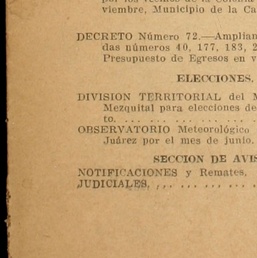 por los vecinos de la Colonia
viembre, Municipio de la Ca
DECRETO Número 72.—Amplian
das números 40, 177, 183, 2
Presupuesto de Egresos en v
ELECCIONES.
DIVISION TERRITORIAL del M
Mezquital para elecciones de
to. ... ... ... ... ... ...
OBSERVATORIO Meteorológico
Juárez por el mes de junio.
SECCION DE AVIS
NOTIFICACIONES y Remates,
JUDICIALES. ... ... ... ...